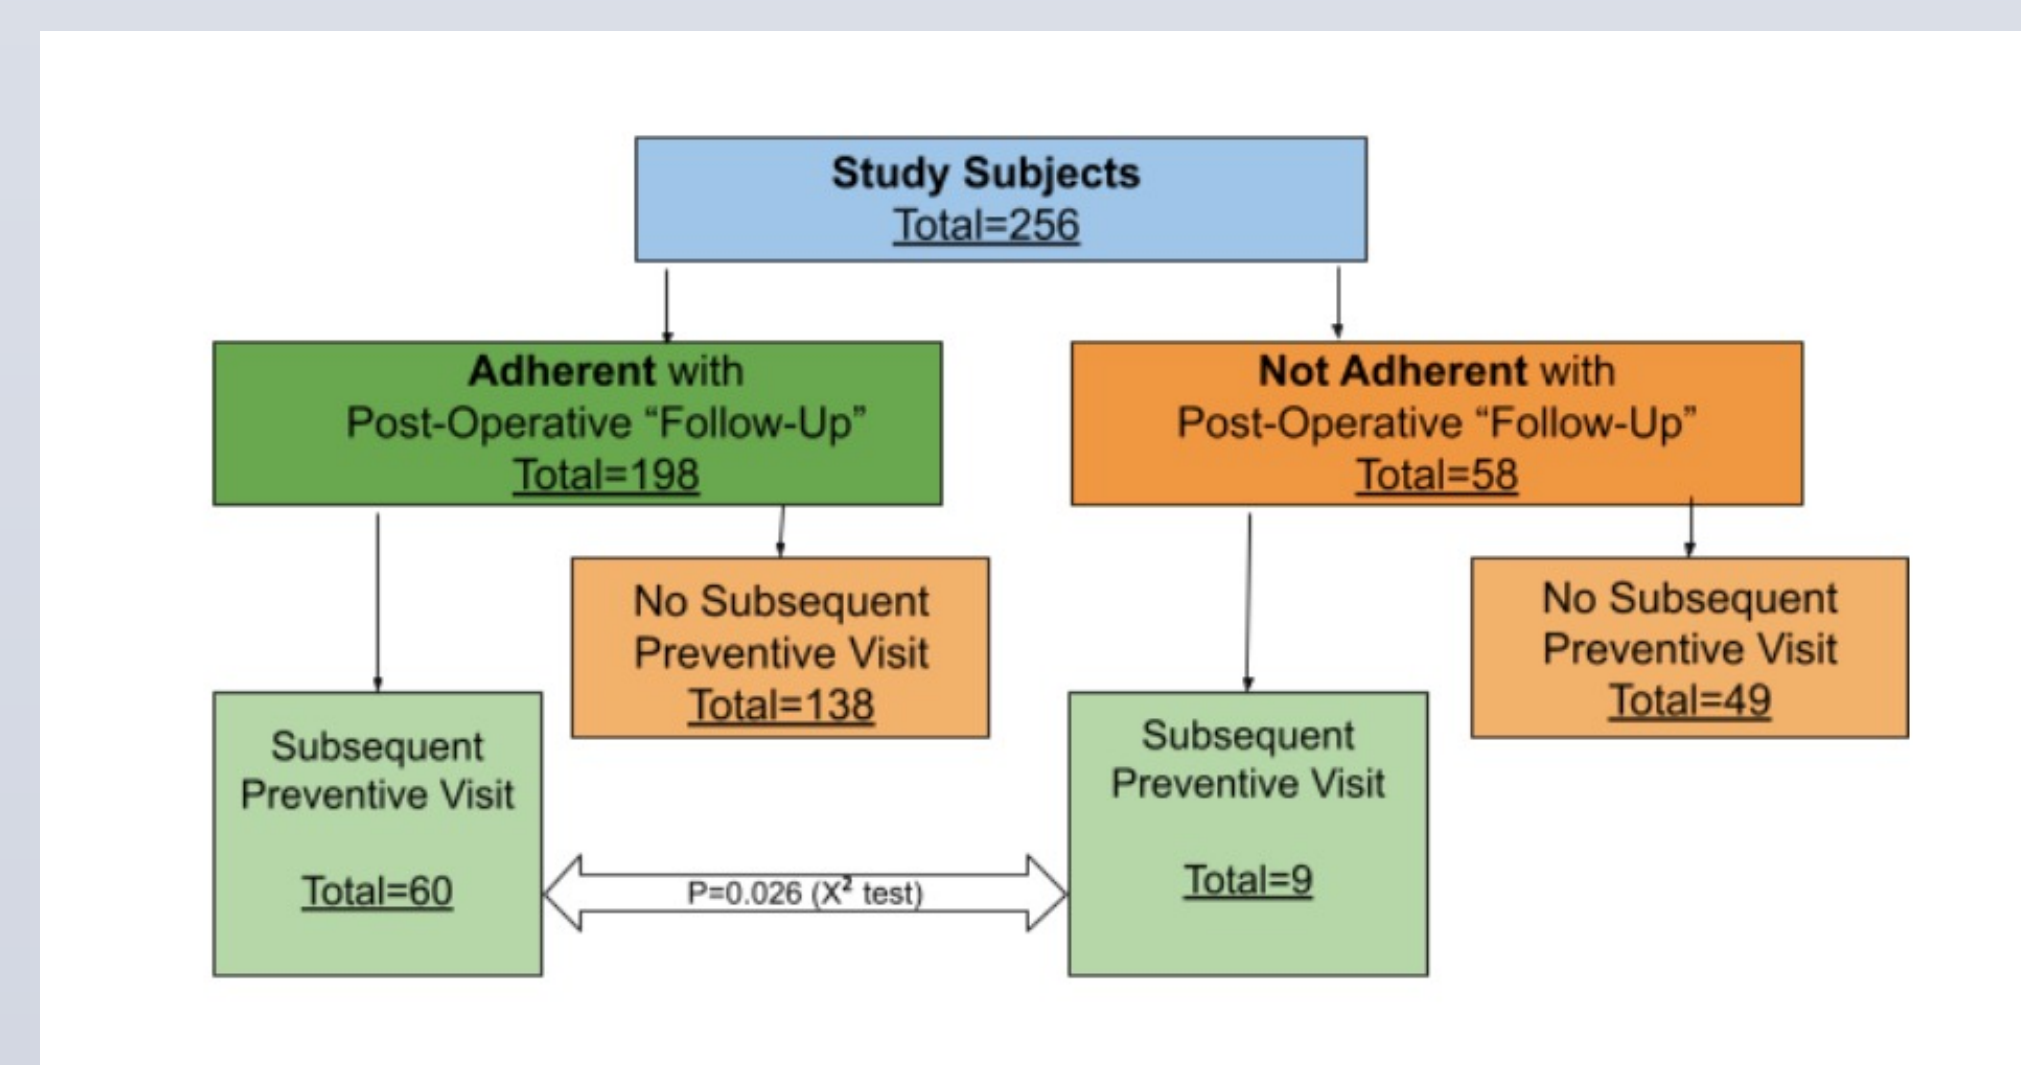 Study Subjects
Total=256
Adherent with
Post-Operative “Follow-Up”
Total=198
Not Adherent with
Post-Operative “Follow-Up”
Total=58
No Subsequent
Preventive Visit
Total=138
No Subsequent
Preventive Visit
Total=49
Subsequent
Preventive Visit
Total=60
P=0.026 (X² test)
Subsequent
Preventive Visit
Total=9